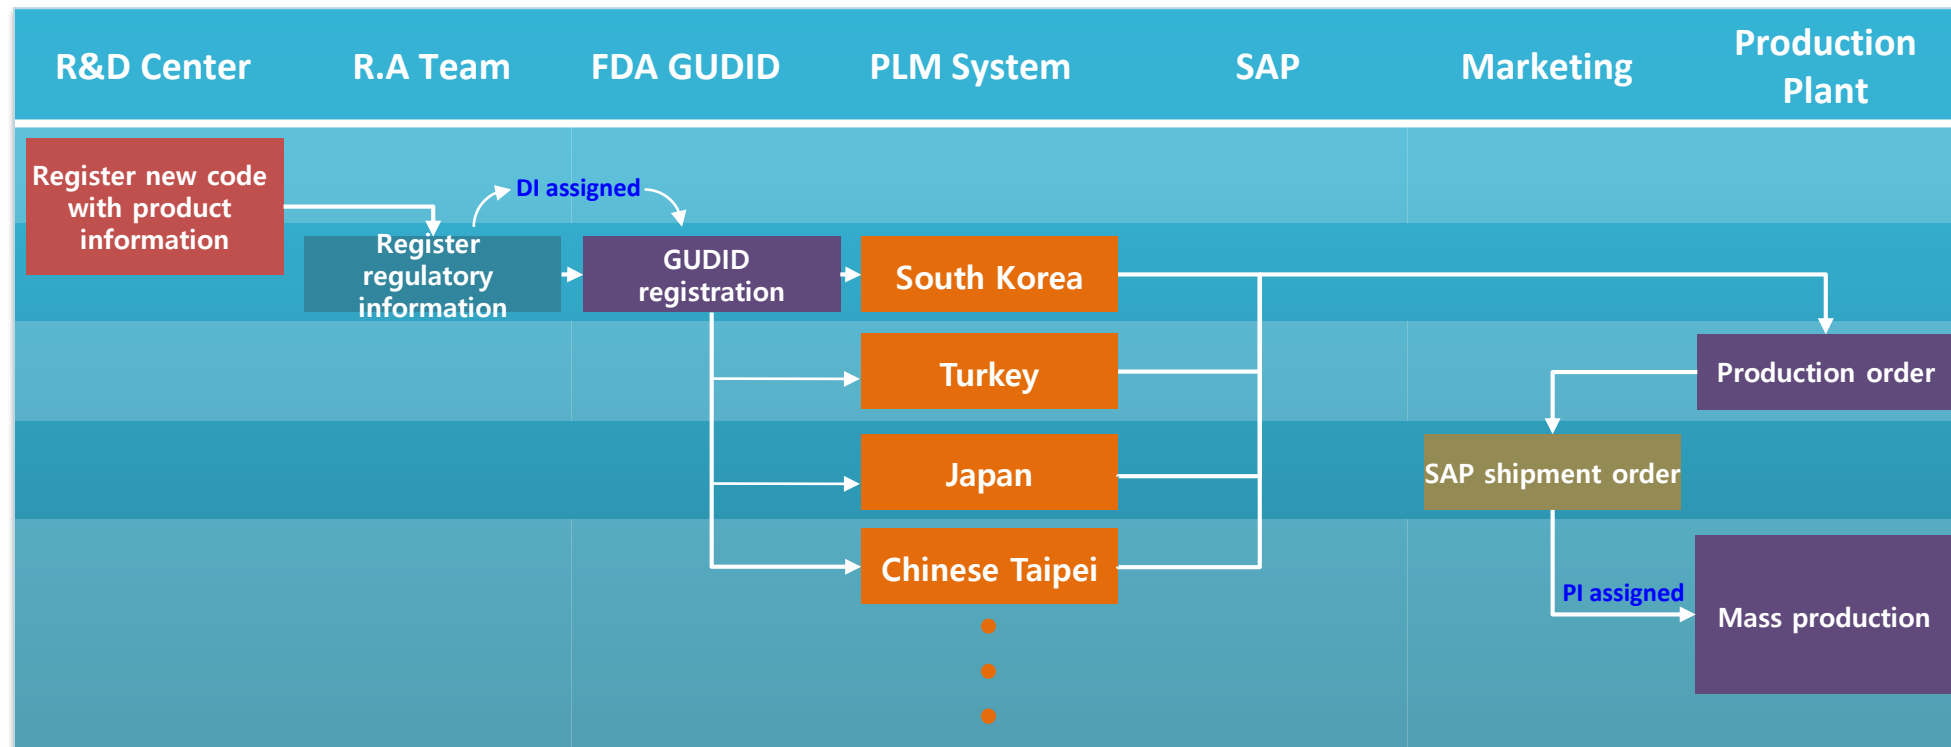 R&D Center
R.A Team
FDA GUDID
PLM System
SAP
Marketing
Production
Plant
Register new code
with product
information
DI assigned
Register
regulatory
information
GUDID
registration
South Korea
Turkey
Production order
Japan
SAP shipment order
Chinese Taipei
PI assigned
Mass production